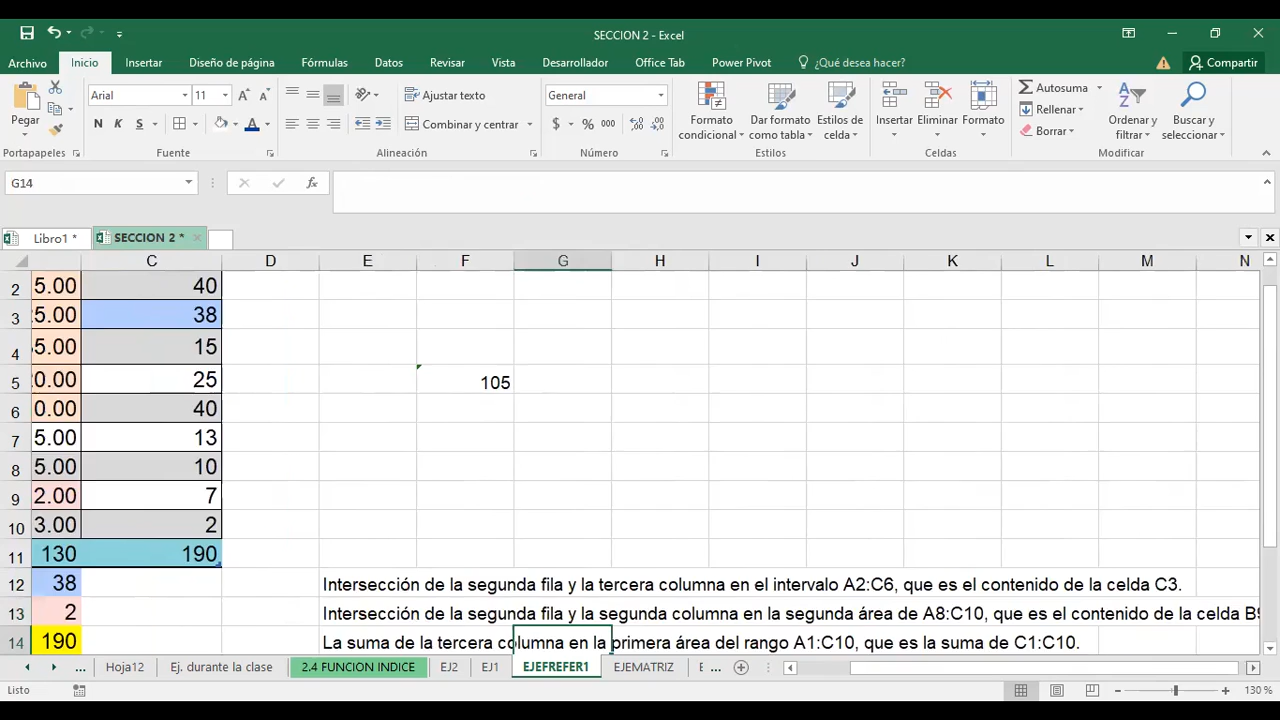 SECCION 2 - Excel
Archivo Inicio Insertar Diseño de página Fórmulas Datos Revisar Vista Desarrollador Office Tab Power Pivot ¿Qué desea hacer? Compartir
Pegar
Arial 11
N K S
A A
Ajustar texto
Combinar y centrar
General
$ % 000
Formato condicional
Dar formato como tabla
Estilos de celda
Insertar Eliminar Formato
Autosuma
Rellenar
Borrar
Ordenar y filtrar
Buscar y seleccionar
Portapapeles Fuente Alineación Número Estilos Celdas Modificar
G14 fx
Libro1 * SECCION 2 *
C D E F G H I J K L M N
2 5.00 40
3 25.00 38
4 5.00 15
5 0.00 25 105
6 0.00 40
7 5.00 13
8 5.00 10
9 2.00 7
10 3.00 2
11 130 190
12 38 Intersección de la segunda fila y la tercera columna en el intervalo A2:C6, que es el contenido de la celda C3.
13 2 Intersección de la segunda fila y la segunda columna en la segunda área de A8:C10, que es el contenido de la celda B9
14 190 La suma de la tercera columna en la primera área del rango A1:C10, que es la suma de C1:C10.
... Hoja12 Ej. durante la clase 2.4 FUNCION INDICE EJ2 EJ1 EJEFREFER1 EJEMATRIZ E ...
Listo 130 %